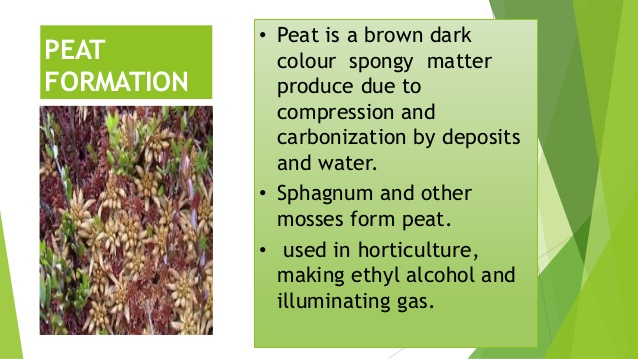 PEAT
FORMATION
• Peat is a brown dark
colour spongy  matter
produce due to
compression and
carbonization by deposits
and water.
• Sphagnum and other
mosses form peat.
•  used in horticulture,
making ethyl alcohol and
illuminating gas.